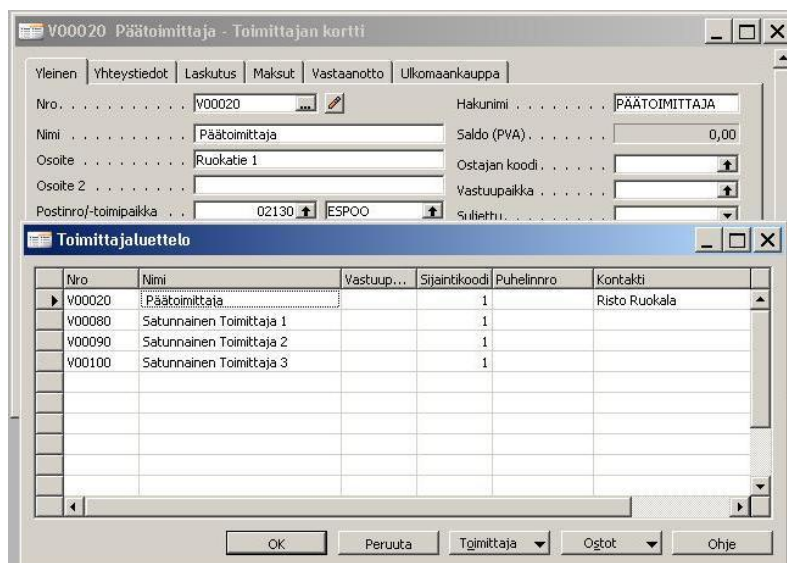 V00020 Päätoimittaja - Toimittajan kortti
Yleinen Yhteystiedot Laskutus Maksut Vastaanotto Ulkomaankauppa
Nro. . . . . . . . . . . . V00020 ... Hakunimi . . . . . . . PÄÄTOIMITTAJA
Nimi . . . . . . . . . . Päätoimittaja Saldo (PVA). . . . . . 0,00
Osoite . . . . . . . . . Ruokatie 1 Ostajan koodi. . . . .
Osoite 2 . . . . . . . . Vastuupaikka . . . . .
Postinro/-toimipaikka . . 02130 ESPOO Suljettu. . . . . . . .
Toimittajaluettelo
Nro Nimi Vastuup... Sijaintikoodi Puhelinnro Kontakti
V00020 Päätoimittaja 1 Risto Ruokala
V00080 Satunnainen Toimittaja 1 1
V00090 Satunnainen Toimittaja 2 1
V00100 Satunnainen Toimittaja 3 1
OK Peruuta Toimittaja Ostot Ohje